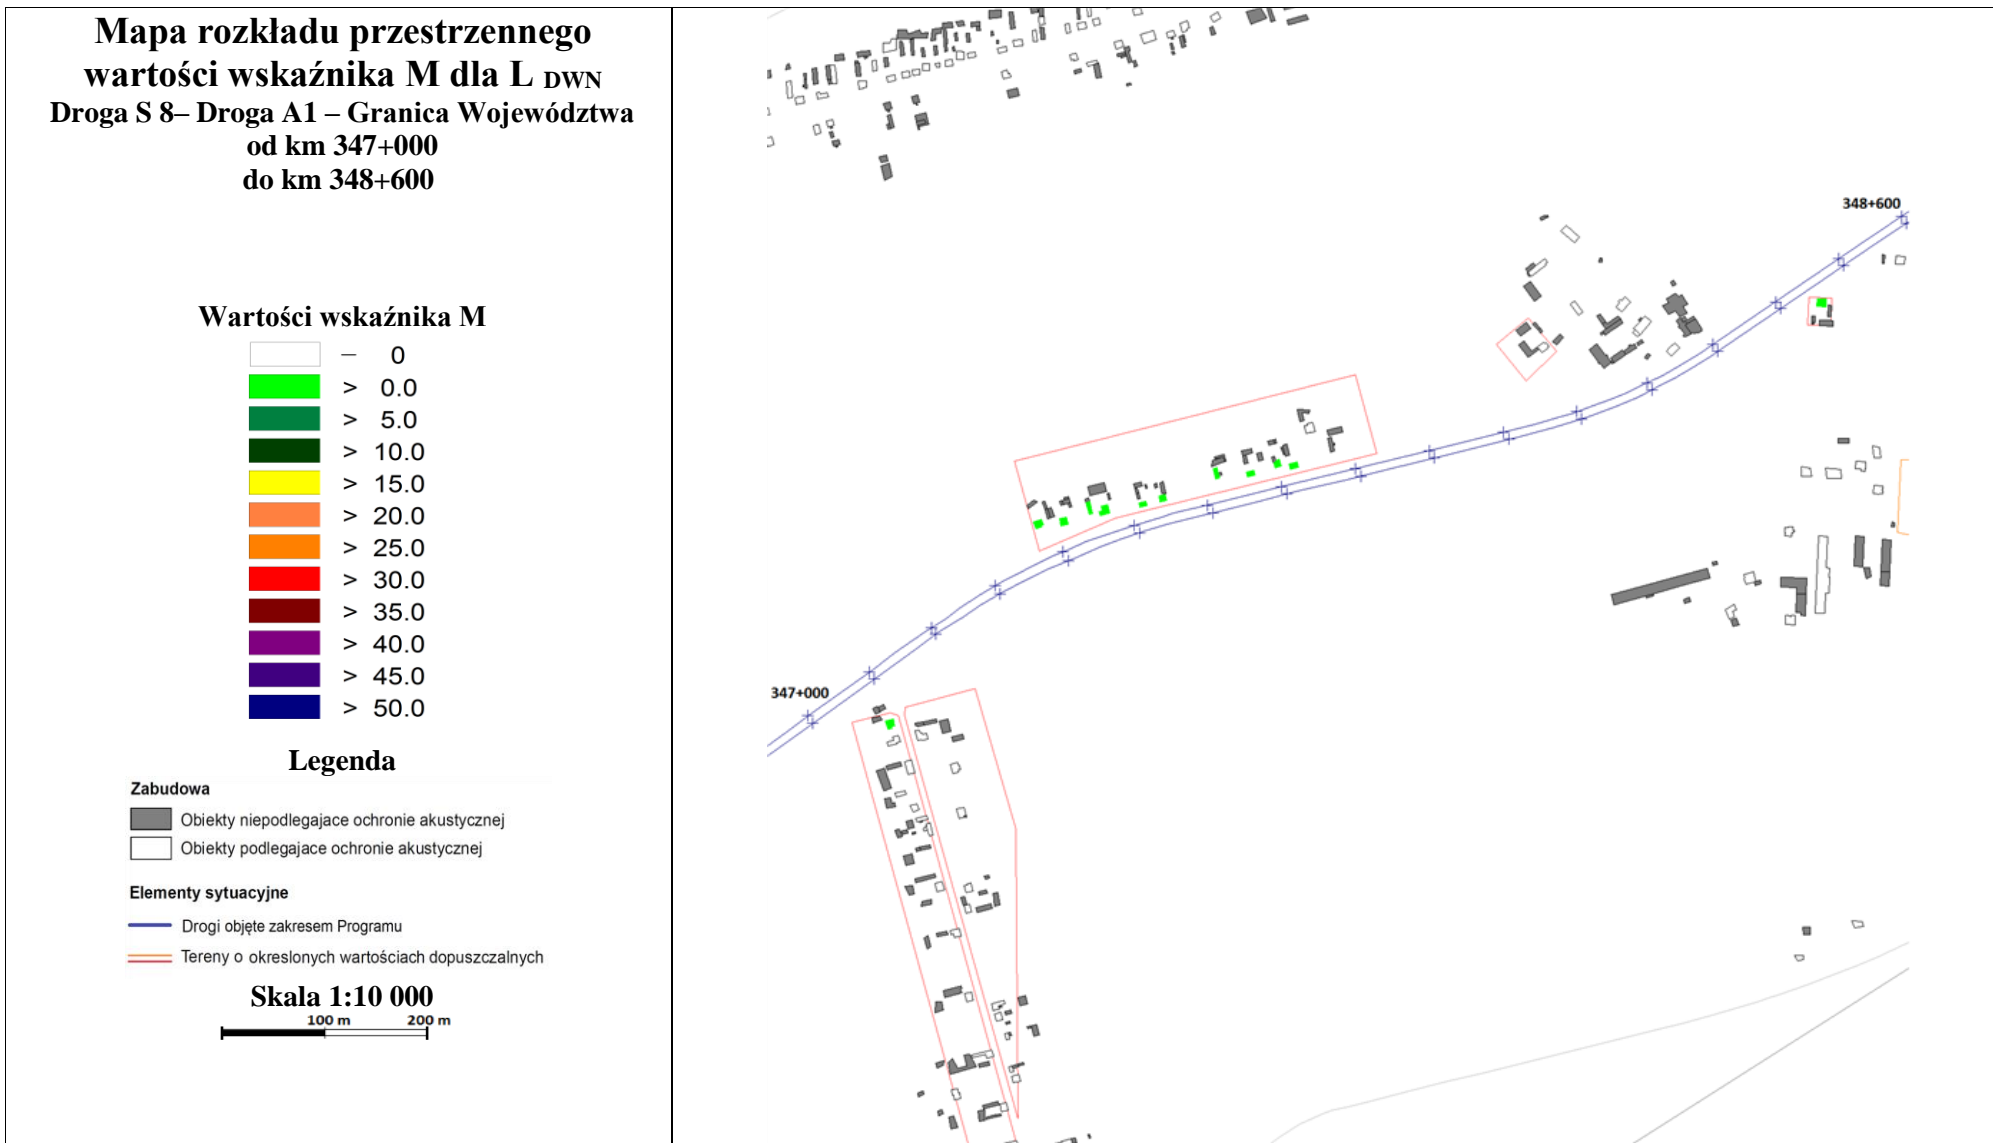 Mapa rozkładu przestrzennego
wartości wskaźnika M dla L DWN
Droga S 8– Droga A1 – Granica Województwa
od km 347+000
do km 348+600
Wartości wskaźnika M
– 0
> 0.0
> 5.0
> 10.0
> 15.0
> 20.0
> 25.0
> 30.0
> 35.0
> 40.0
> 45.0
> 50.0
Legenda
Zabudowa
Obiekty niepodlegajace ochronie akustycznej
Obiekty podlegajace ochronie akustycznej
Elementy sytuacyjne
Drogi objęte zakresem Programu
Tereny o okreslonych wartościach dopuszczalnych
Skala 1:10 000
100 m 200 m
348+600
347+000